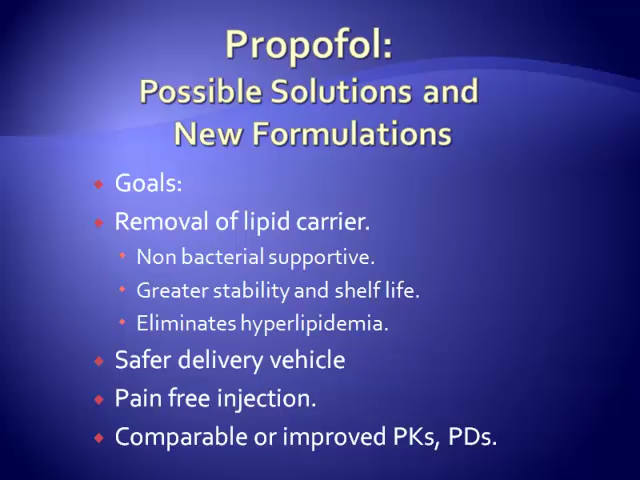 Propofol:
Possible Solutions and
New Formulations
Goals:
Removal of lipid carrier.
Non bacterial supportive.
Greater stability and shelf life.
Eliminates hyperlipidemia.
Safer delivery vehicle
Pain free injection.
Comparable or improved PKs, PDs.